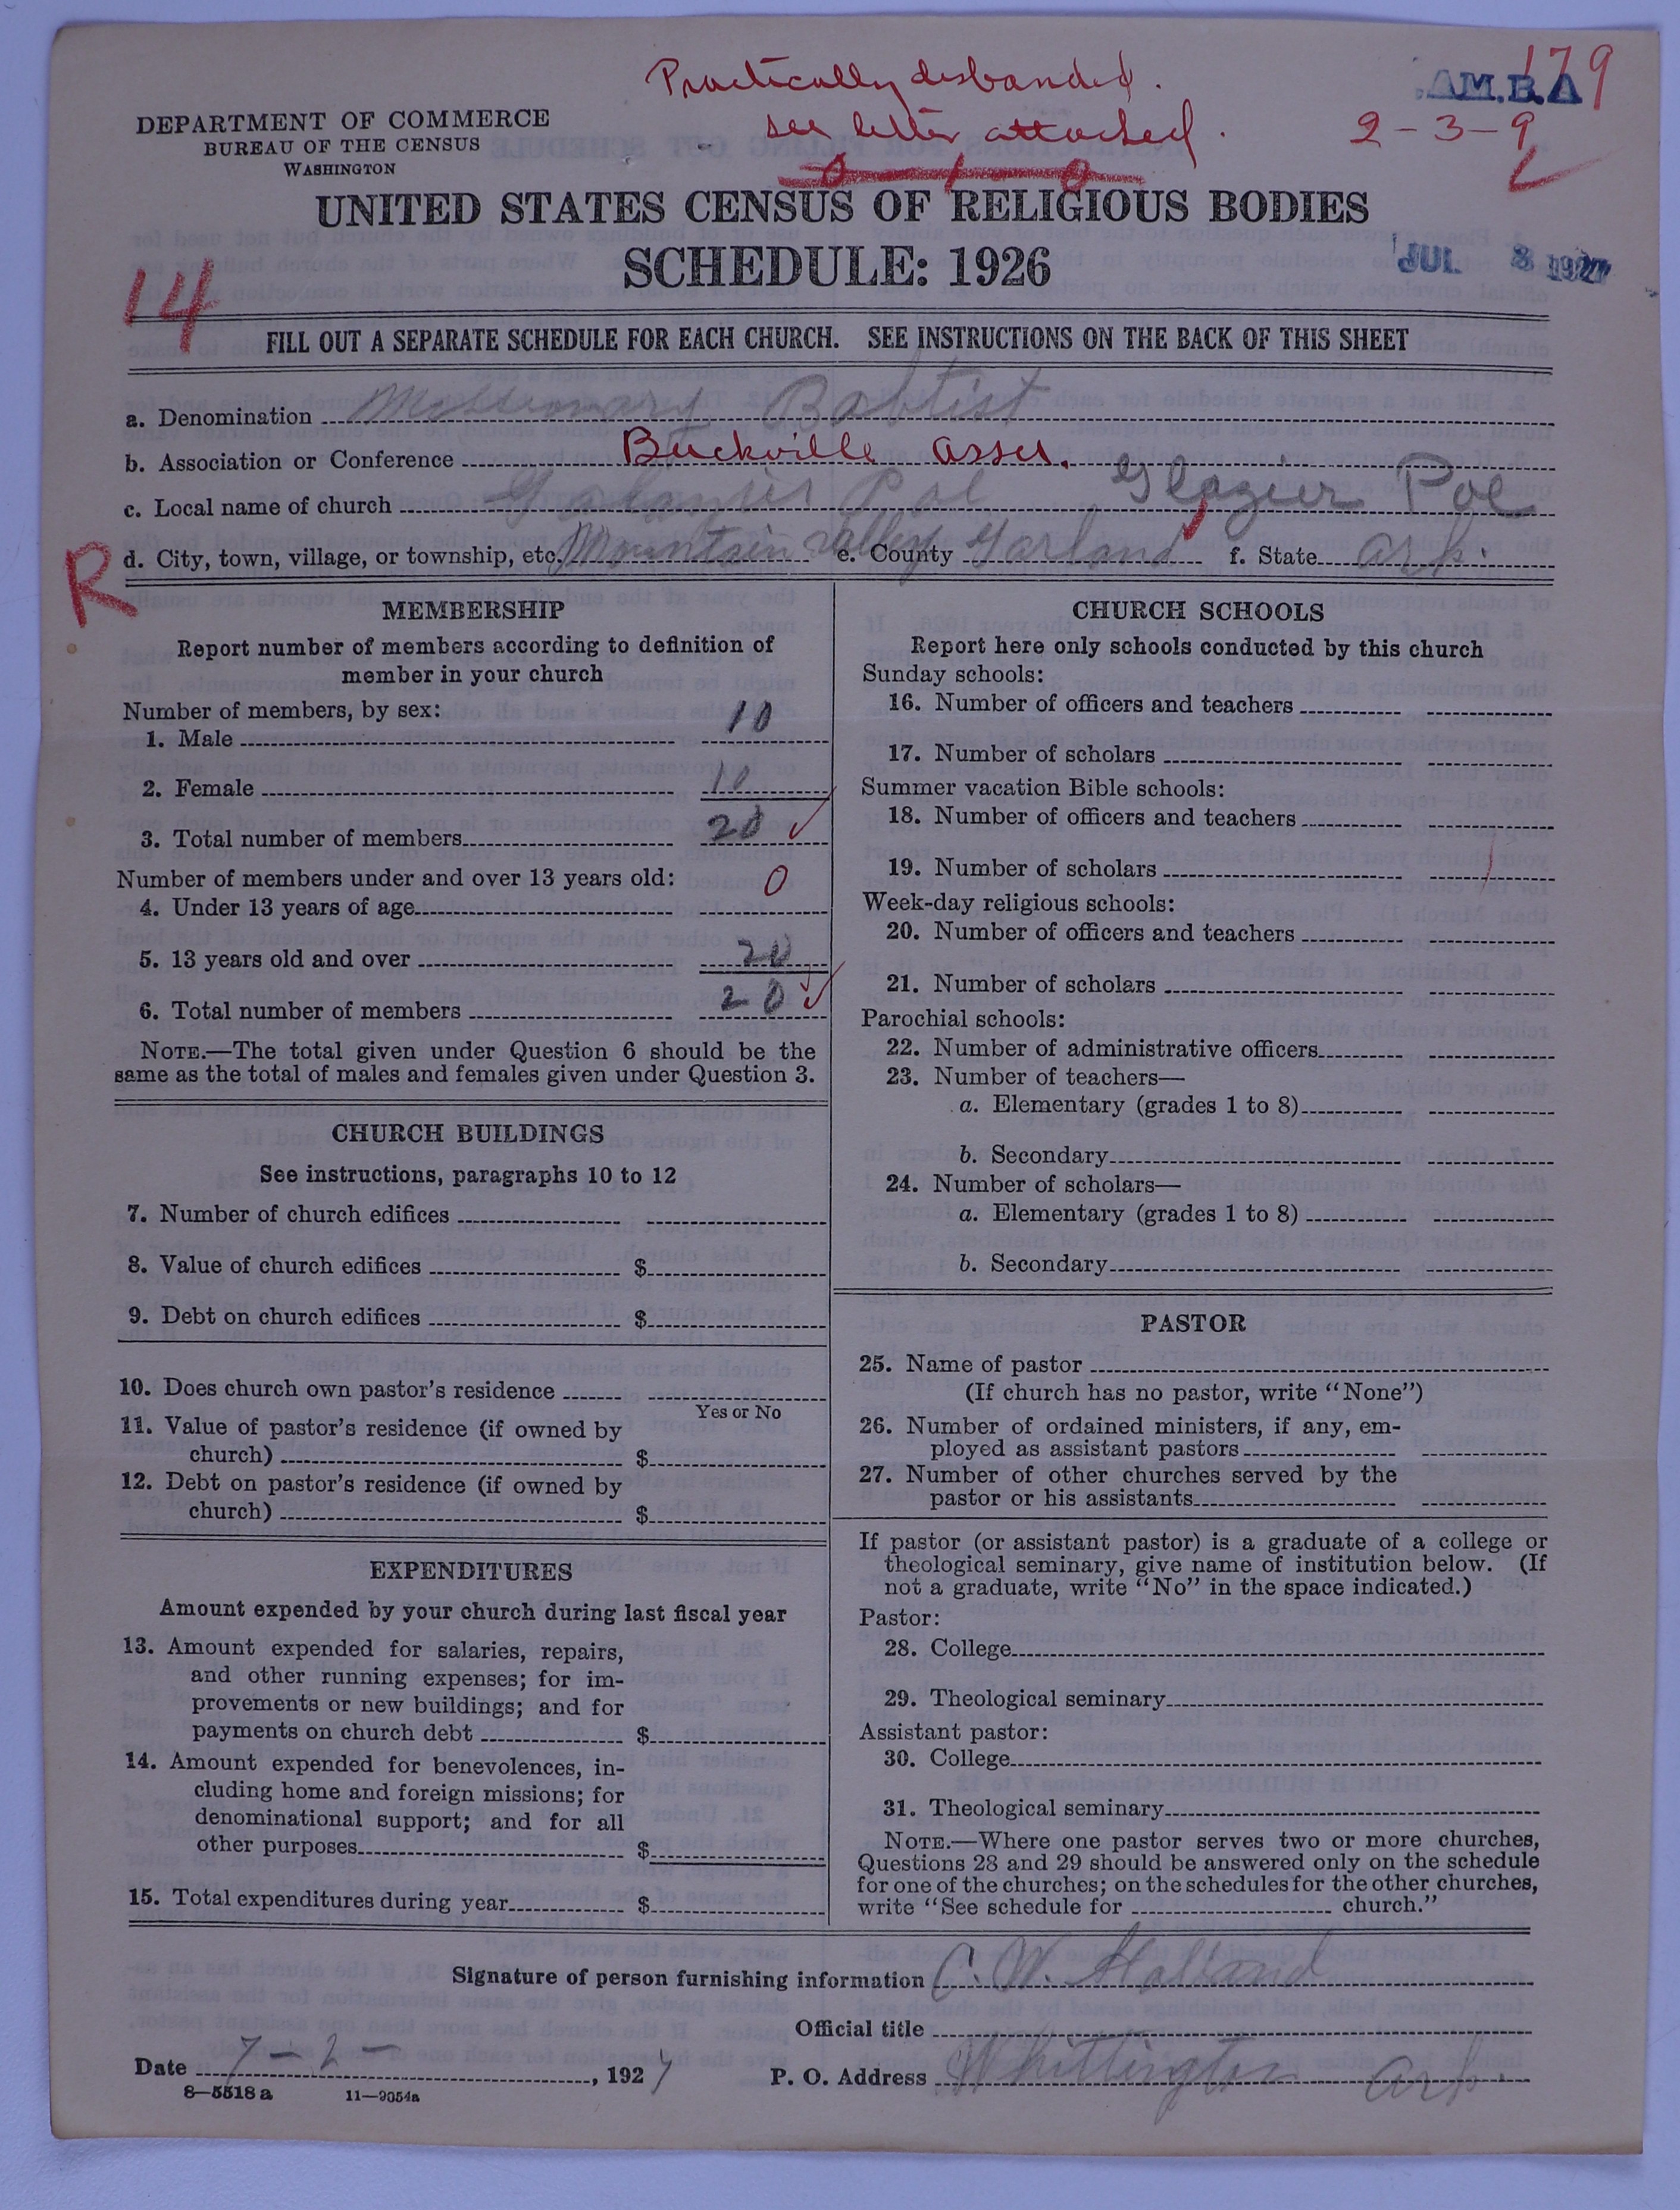 Practically disbanded.
see letter attached.
AM.B.A 179
2-3-9
DEPARTMENT OF COMMERCE
BUREAU OF THE CENSUS
WASHINGTON
UNITED STATES CENSUS OF RELIGIOUS BODIES
SCHEDULE: 1926
JUL 8 1927
14
FILL OUT A SEPARATE SCHEDULE FOR EACH CHURCH. SEE INSTRUCTIONS ON THE BACK OF THIS SHEET
a. Denomination Missionary Babtist
b. Association or Conference Buckville Assn.
c. Local name of church Poe Glazier Poe
d. City, town, village, or township, etc. Mountain Valley e. County Garland f. State Ark.
R
MEMBERSHIP
Report number of members according to definition of
member in your church
Number of members, by sex:
1. Male 10
2. Female 10
3. Total number of members 20 ✓
Number of members under and over 13 years old:
4. Under 13 years of age 0
5. 13 years old and over 20
6. Total number of members 20 ✓
NOTE.—The total given under Question 6 should be the
same as the total of males and females given under Question 3.
CHURCH BUILDINGS
See instructions, paragraphs 10 to 12
7. Number of church edifices
8. Value of church edifices $
9. Debt on church edifices $
10. Does church own pastor's residence
Yes or No
11. Value of pastor's residence (if owned by
church) $
12. Debt on pastor's residence (if owned by
church) $
EXPENDITURES
Amount expended by your church during last fiscal year
13. Amount expended for salaries, repairs,
and other running expenses; for im-
provements or new buildings; and for
payments on church debt $
14. Amount expended for benevolences, in-
cluding home and foreign missions; for
denominational support; and for all
other purposes $
15. Total expenditures during year $
CHURCH SCHOOLS
Report here only schools conducted by this church
Sunday schools:
16. Number of officers and teachers
17. Number of scholars
Summer vacation Bible schools:
18. Number of officers and teachers
19. Number of scholars
Week-day religious schools:
20. Number of officers and teachers
21. Number of scholars
Parochial schools:
22. Number of administrative officers
23. Number of teachers—
a. Elementary (grades 1 to 8)
b. Secondary
24. Number of scholars—
a. Elementary (grades 1 to 8)
b. Secondary
PASTOR
25. Name of pastor
(If church has no pastor, write "None")
26. Number of ordained ministers, if any, em-
ployed as assistant pastors
27. Number of other churches served by the
pastor or his assistants
If pastor (or assistant pastor) is a graduate of a college or
theological seminary, give name of institution below. (If
not a graduate, write "No" in the space indicated.)
Pastor:
28. College
29. Theological seminary
Assistant pastor:
30. College
31. Theological seminary
NOTE.—Where one pastor serves two or more churches,
Questions 28 and 29 should be answered only on the schedule
for one of the churches; on the schedules for the other churches,
write "See schedule for church."
Signature of person furnishing information C. W. Holland
Official title
Date 7-2-, 1927 P. O. Address Whittington Ark.
8—5518 a 11—9054a